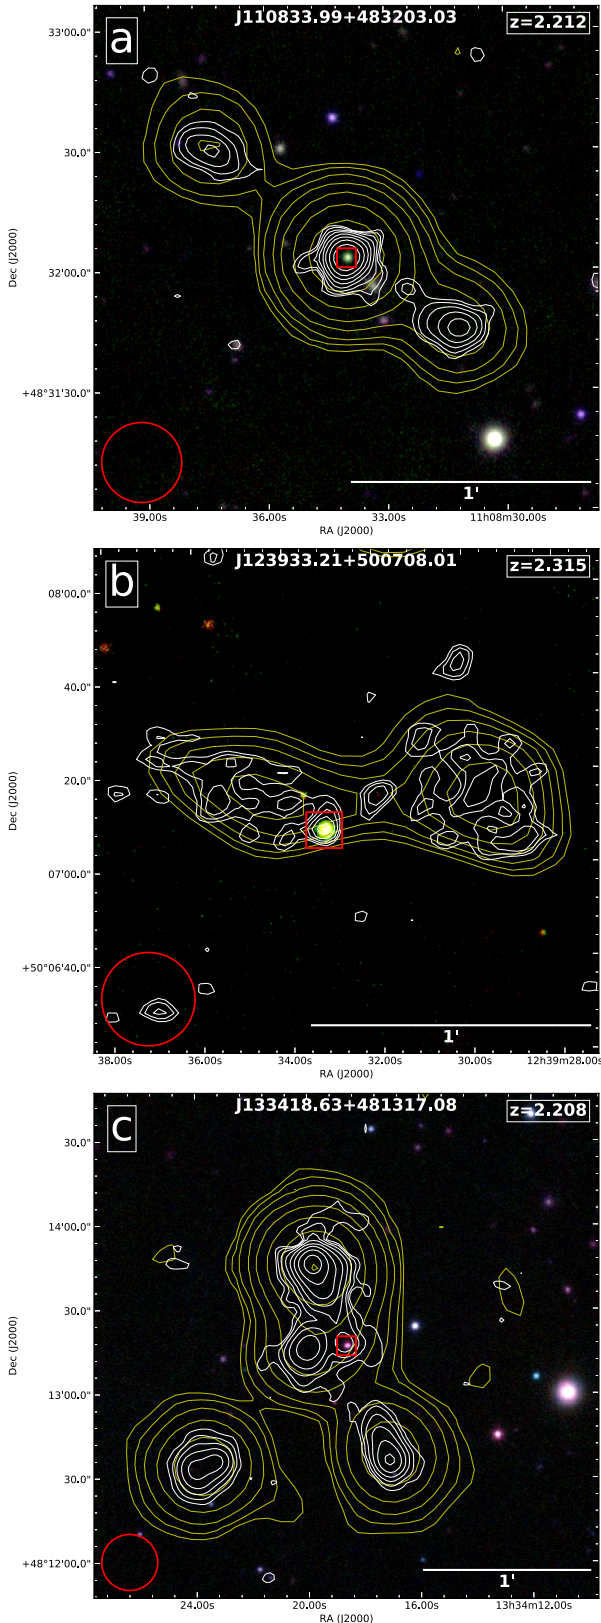 a
J110833.99+483203.03
z=2.212
33'00.0"
30.0"
32'00.0"
+48°31'30.0"
Dec (J2000)
1'
39.00s 36.00s 33.00s 11h08m30.00s
RA (J2000)
b
J123933.21+500708.01
z=2.315
08'00.0"
40.0"
20.0"
07'00.0"
+50°06'40.0"
Dec (J2000)
1'
38.00s 36.00s 34.00s 32.00s 30.00s 12h39m28.00s
RA (J2000)
c
J133418.63+481317.08
z=2.208
30.0"
14'00.0"
30.0"
13'00.0"
30.0"
+48°12'00.0"
Dec (J2000)
1'
24.00s 20.00s 16.00s 13h34m12.00s
RA (J2000)